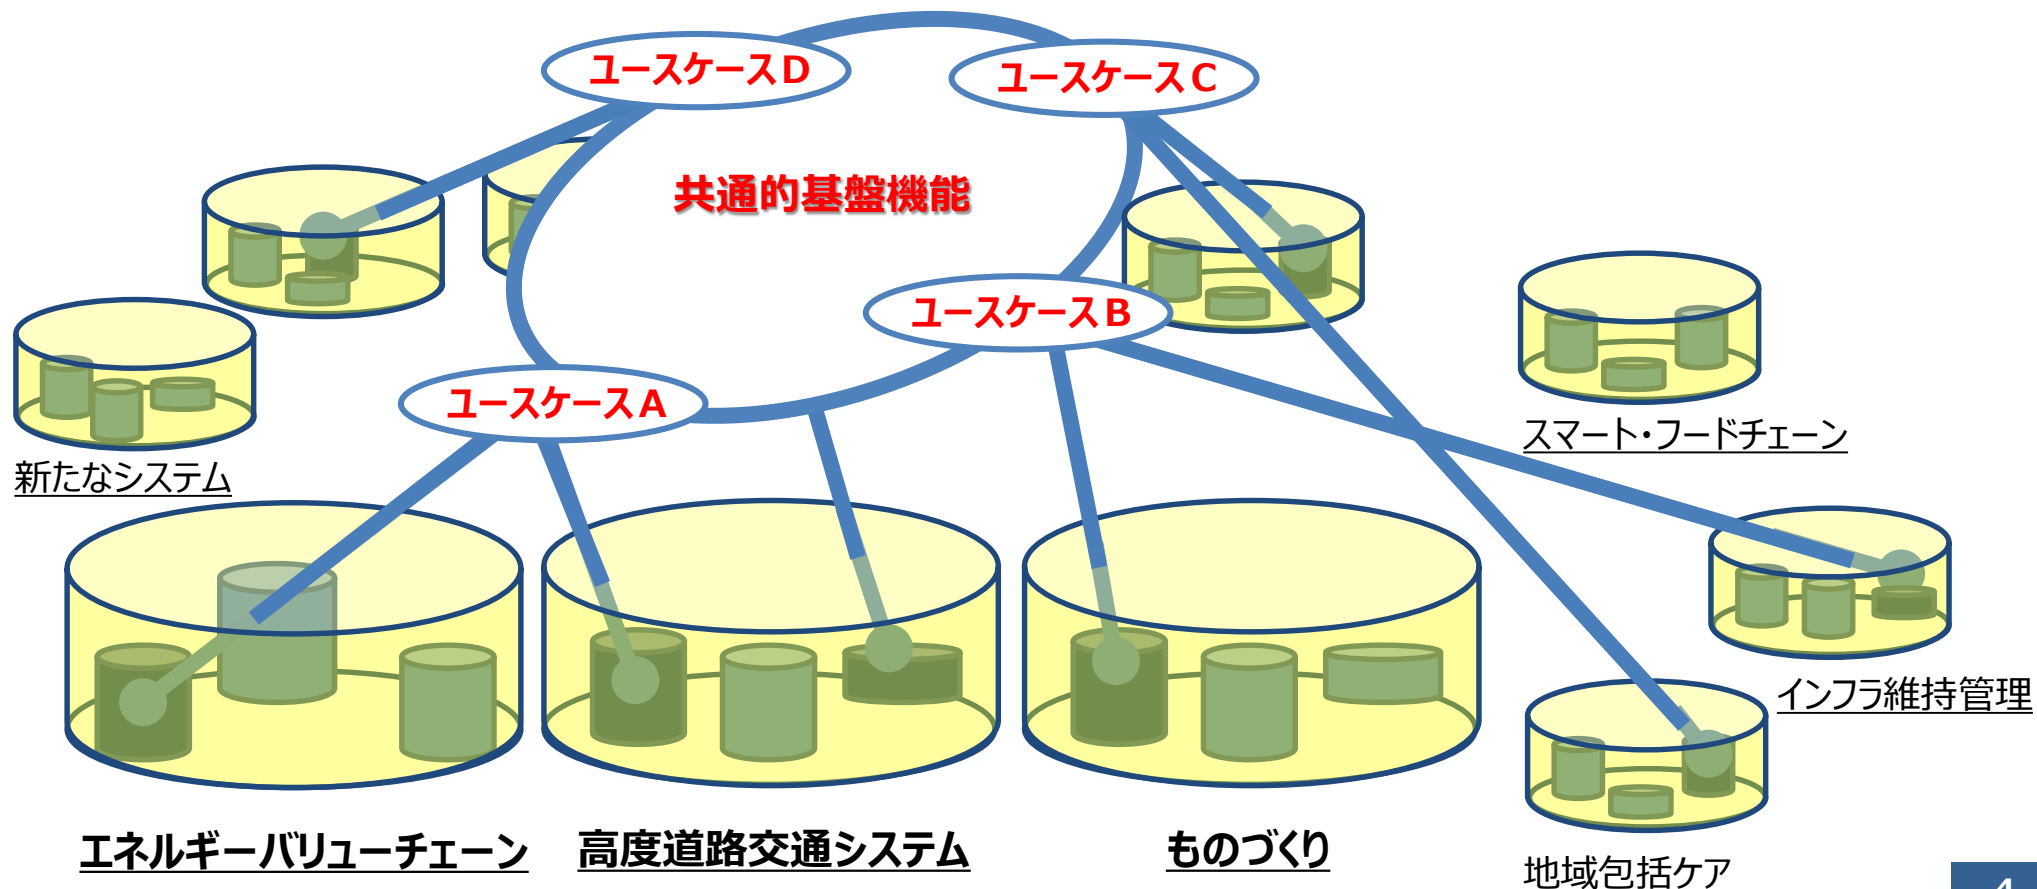 ユースケースD
ユースケースC
共通的基盤機能
ユースケースB
ユースケースA
スマート・フードチェーン
新たなシステム
インフラ維持管理
エネルギーバリューチェーン
高度道路交通システム
ものづくり
地域包括ケア
4